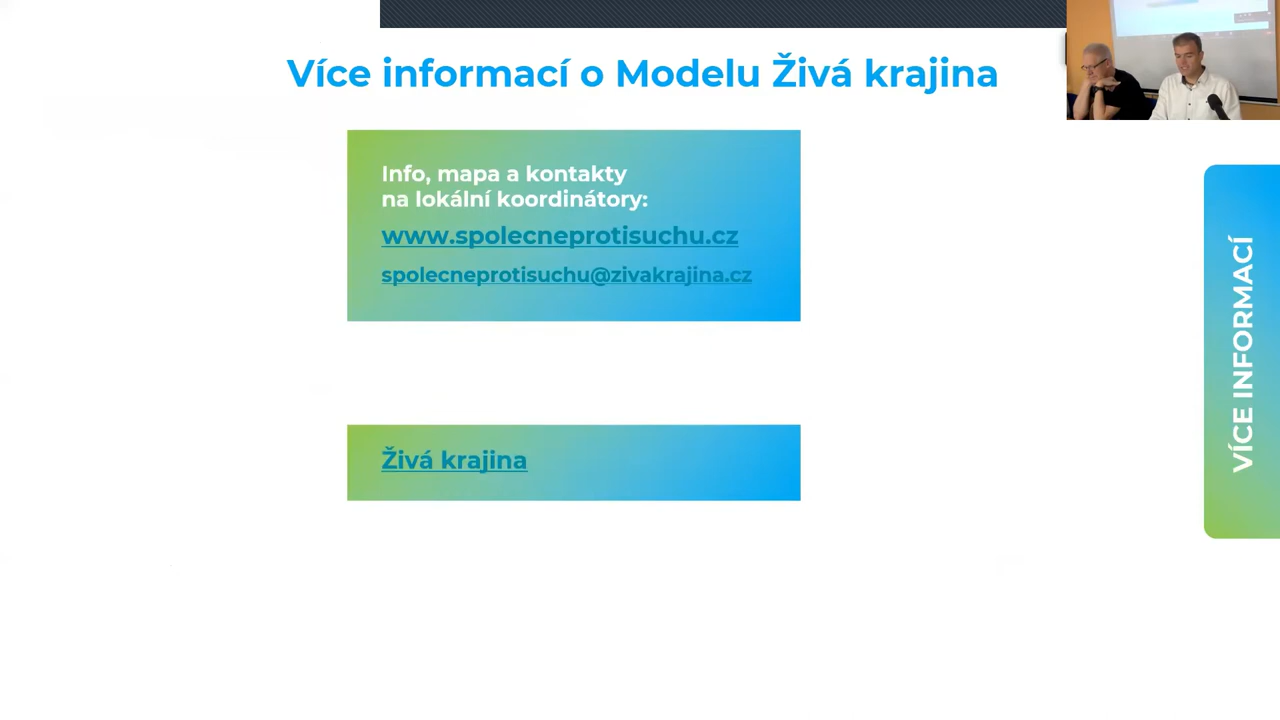 Více informací o Modelu Živá krajina
Info, mapa a kontakty
na lokální koordinátory:
www.spolecneprotisuchu.cz
spolecneprotisuchu@zivakrajina.cz
Živá krajina
VÍCE INFORMACÍ